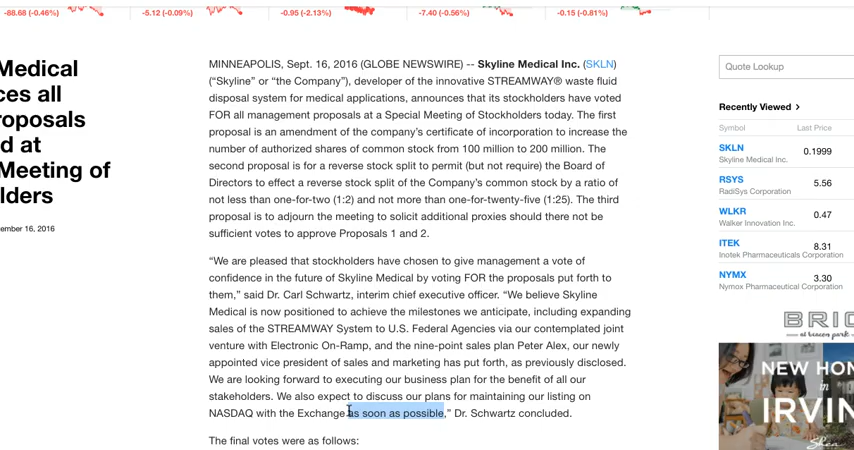 -88.68 (-0.46%) -5.12 (-0.09%) -0.95 (-2.13%) -7.40 (-0.56%) -0.15 (-0.81%)
Medical
ces all
roposals
d at
Meeting of
lders
ember 16, 2016
MINNEAPOLIS, Sept. 16, 2016 (GLOBE NEWSWIRE) -- Skyline Medical Inc. (SKLN)
(“Skyline” or “the Company”), developer of the innovative STREAMWAY® waste fluid
disposal system for medical applications, announces that its stockholders have voted
FOR all management proposals at a Special Meeting of Stockholders today. The first
proposal is an amendment of the company’s certificate of incorporation to increase the
number of authorized shares of common stock from 100 million to 200 million. The
second proposal is for a reverse stock split to permit (but not require) the Board of
Directors to effect a reverse stock split of the Company’s common stock by a ratio of
not less than one-for-two (1:2) and not more than one-for-twenty-five (1:25). The third
proposal is to adjourn the meeting to solicit additional proxies should there not be
sufficient votes to approve Proposals 1 and 2.
“We are pleased that stockholders have chosen to give management a vote of
confidence in the future of Skyline Medical by voting FOR the proposals put forth to
them,” said Dr. Carl Schwartz, interim chief executive officer. “We believe Skyline
Medical is now positioned to achieve the milestones we anticipate, including expanding
sales of the STREAMWAY System to U.S. Federal Agencies via our contemplated joint
venture with Electronic On-Ramp, and the nine-point sales plan Peter Alex, our newly
appointed vice president of sales and marketing has put forth, as previously disclosed.
We are looking forward to executing our business plan for the benefit of all our
stakeholders. We also expect to discuss our plans for maintaining our listing on
NASDAQ with the Exchange as soon as possible,” Dr. Schwartz concluded.
The final votes were as follows:
Quote Lookup
Recently Viewed >
Symbol Last Price
SKLN 0.1999
Skyline Medical Inc.
RSYS 5.56
RadiSys Corporation
WLKR 0.47
Walker Innovation Inc.
ITEK 8.31
Inotek Pharmaceuticals Corporation
NYMX 3.30
Nymox Pharmaceutical Corporation
BRIO
at beacon park
NEW HOM
in
IRVIN
Shea